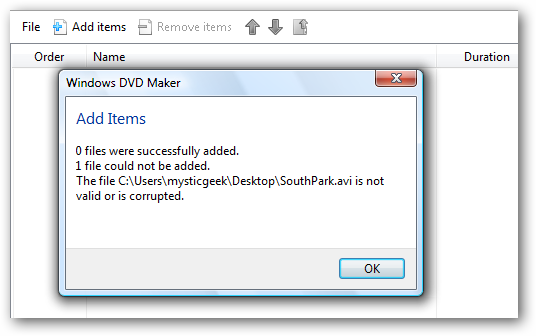 File Add items Remove items
Order Name Duration
Windows DVD Maker
Add Items
0 files were successfully added.
1 file could not be added.
The file C:\Users\mysticgeek\Desktop\SouthPark.avi is not
valid or is corrupted.
OK